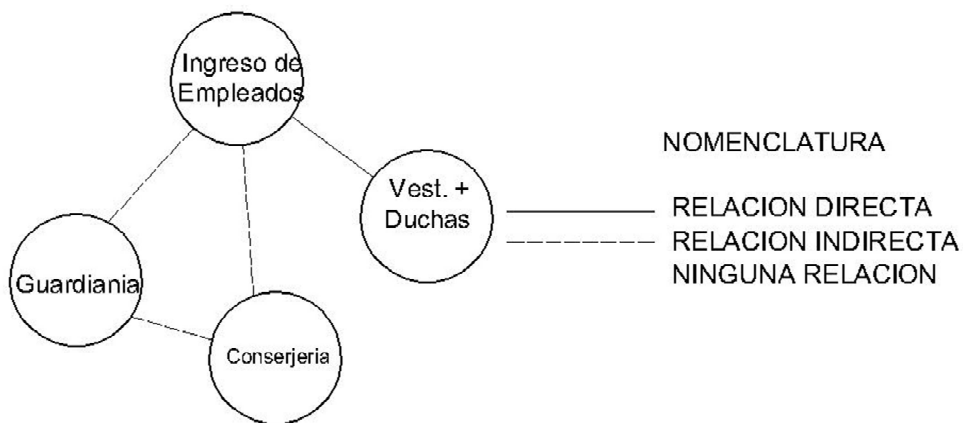 Ingreso de
Empleados
Vest. +
Duchas
Guardiania
Conserjeria
NOMENCLATURA
RELACION DIRECTA
RELACION INDIRECTA
NINGUNA RELACION